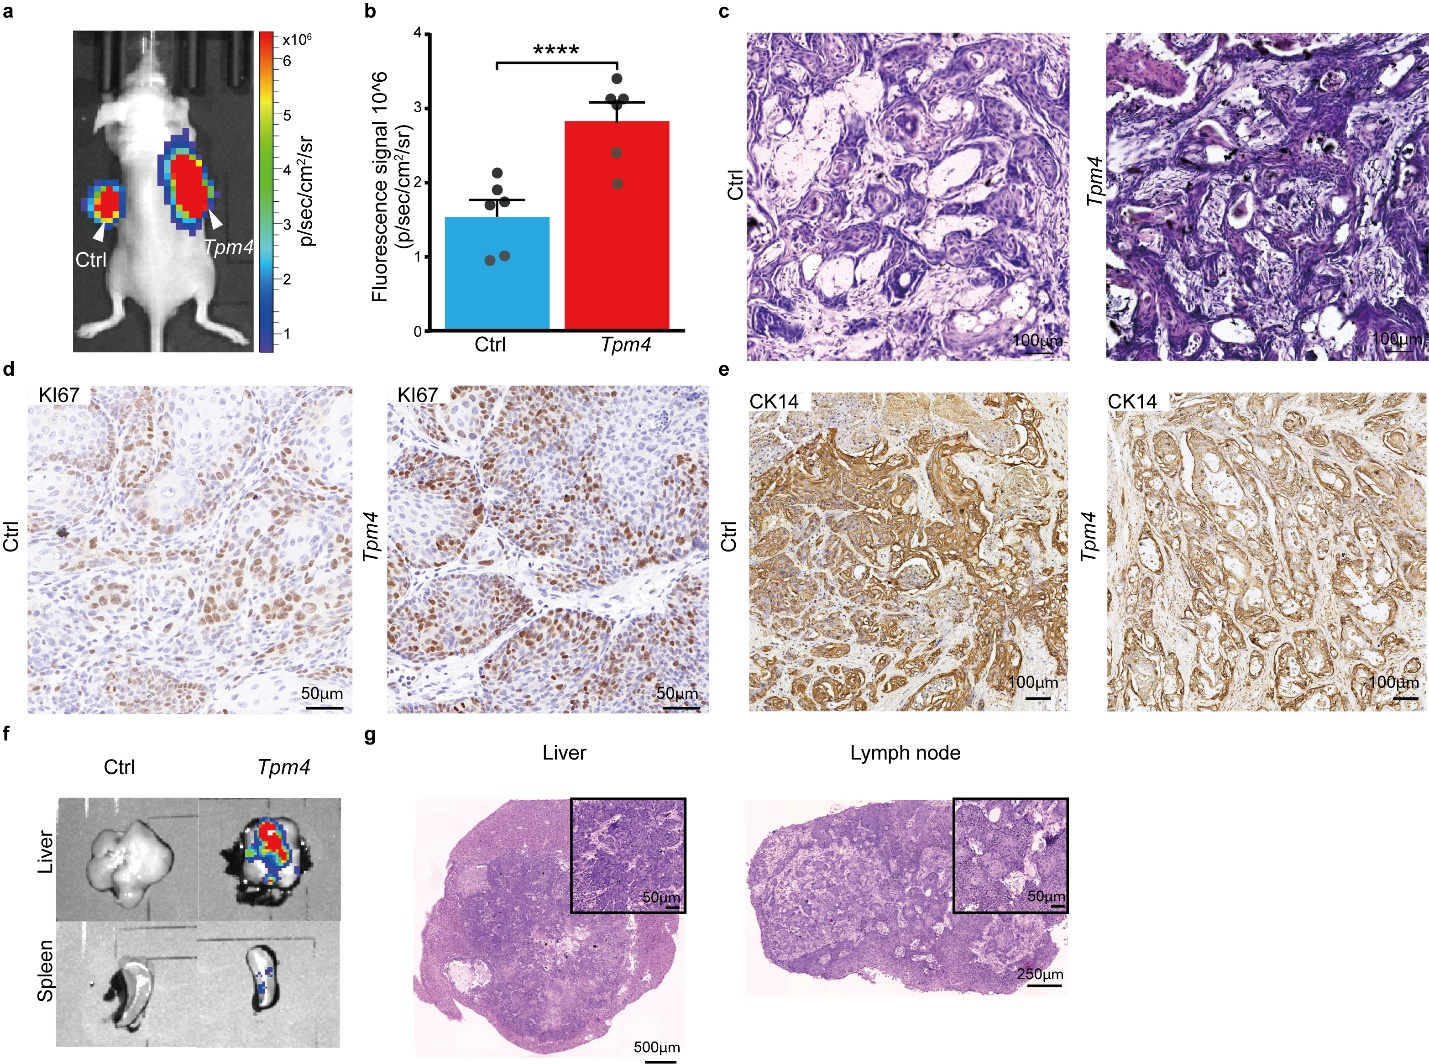 a
x10⁶
6
5
4
3
2
1
p/sec/cm²/sr
Ctrl
Tpm4
b
Fluorescence signal 10^6
(p/sec/cm²/sr)
4
3
2
1
0
****
Ctrl
Tpm4
c
Ctrl
100µm
Tpm4
100µm
d
KI67
Ctrl
50µm
KI67
Tpm4
50µm
e
CK14
Ctrl
100µm
CK14
Tpm4
100µm
f
Ctrl
Tpm4
Liver
Spleen
g
Liver
50µm
500µm
Lymph node
50µm
250µm